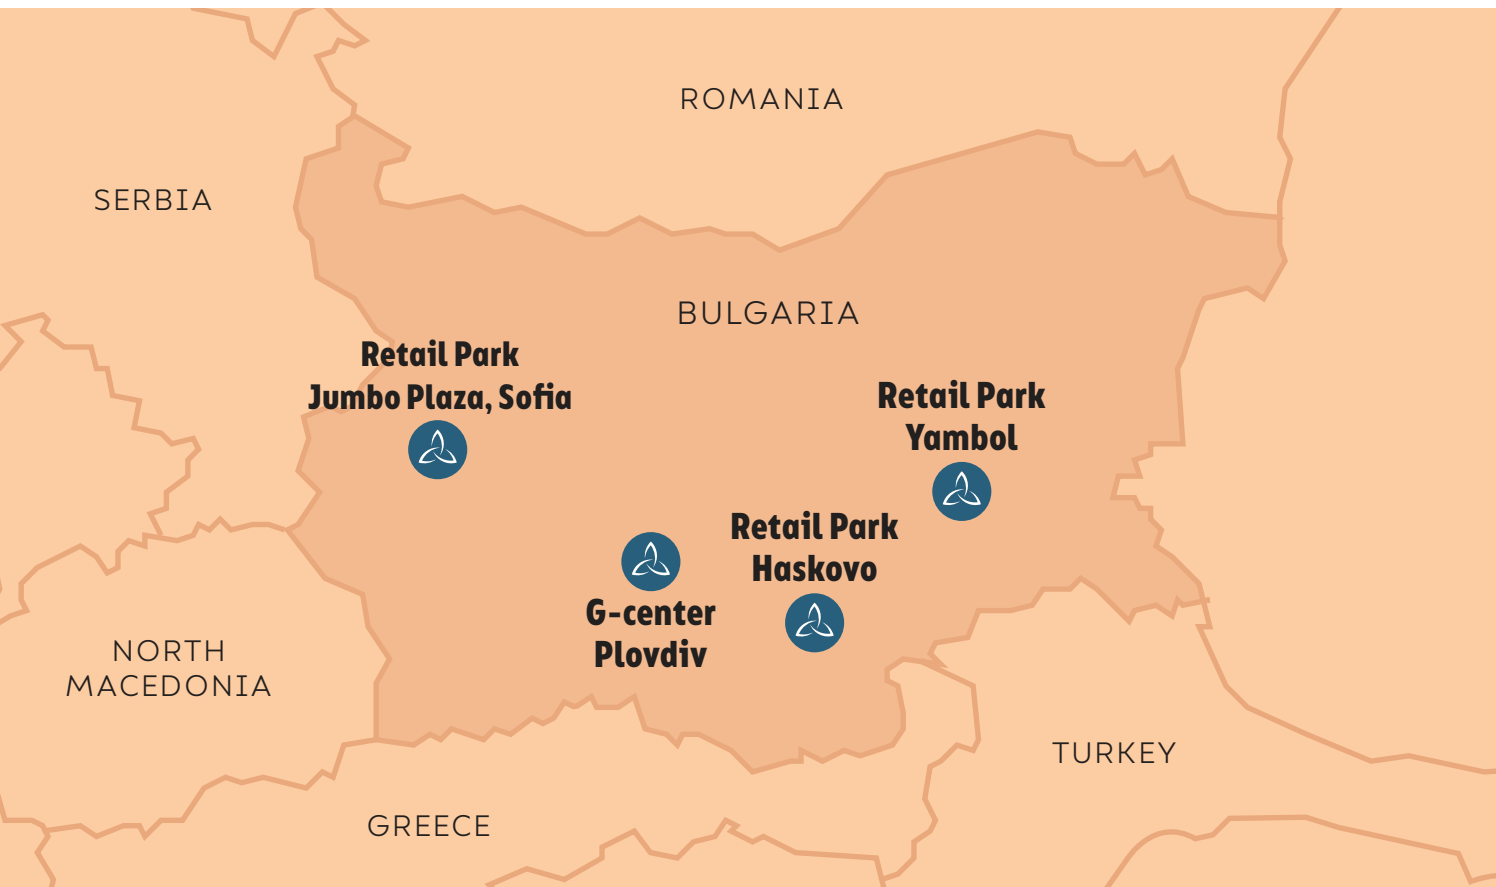 ROMANIA
SERBIA
BULGARIA
Retail Park
Jumbo Plaza, Sofia
Retail Park
Yambol
Retail Park
Haskovo
G-center
Plovdiv
NORTH
MACEDONIA
TURKEY
GREECE